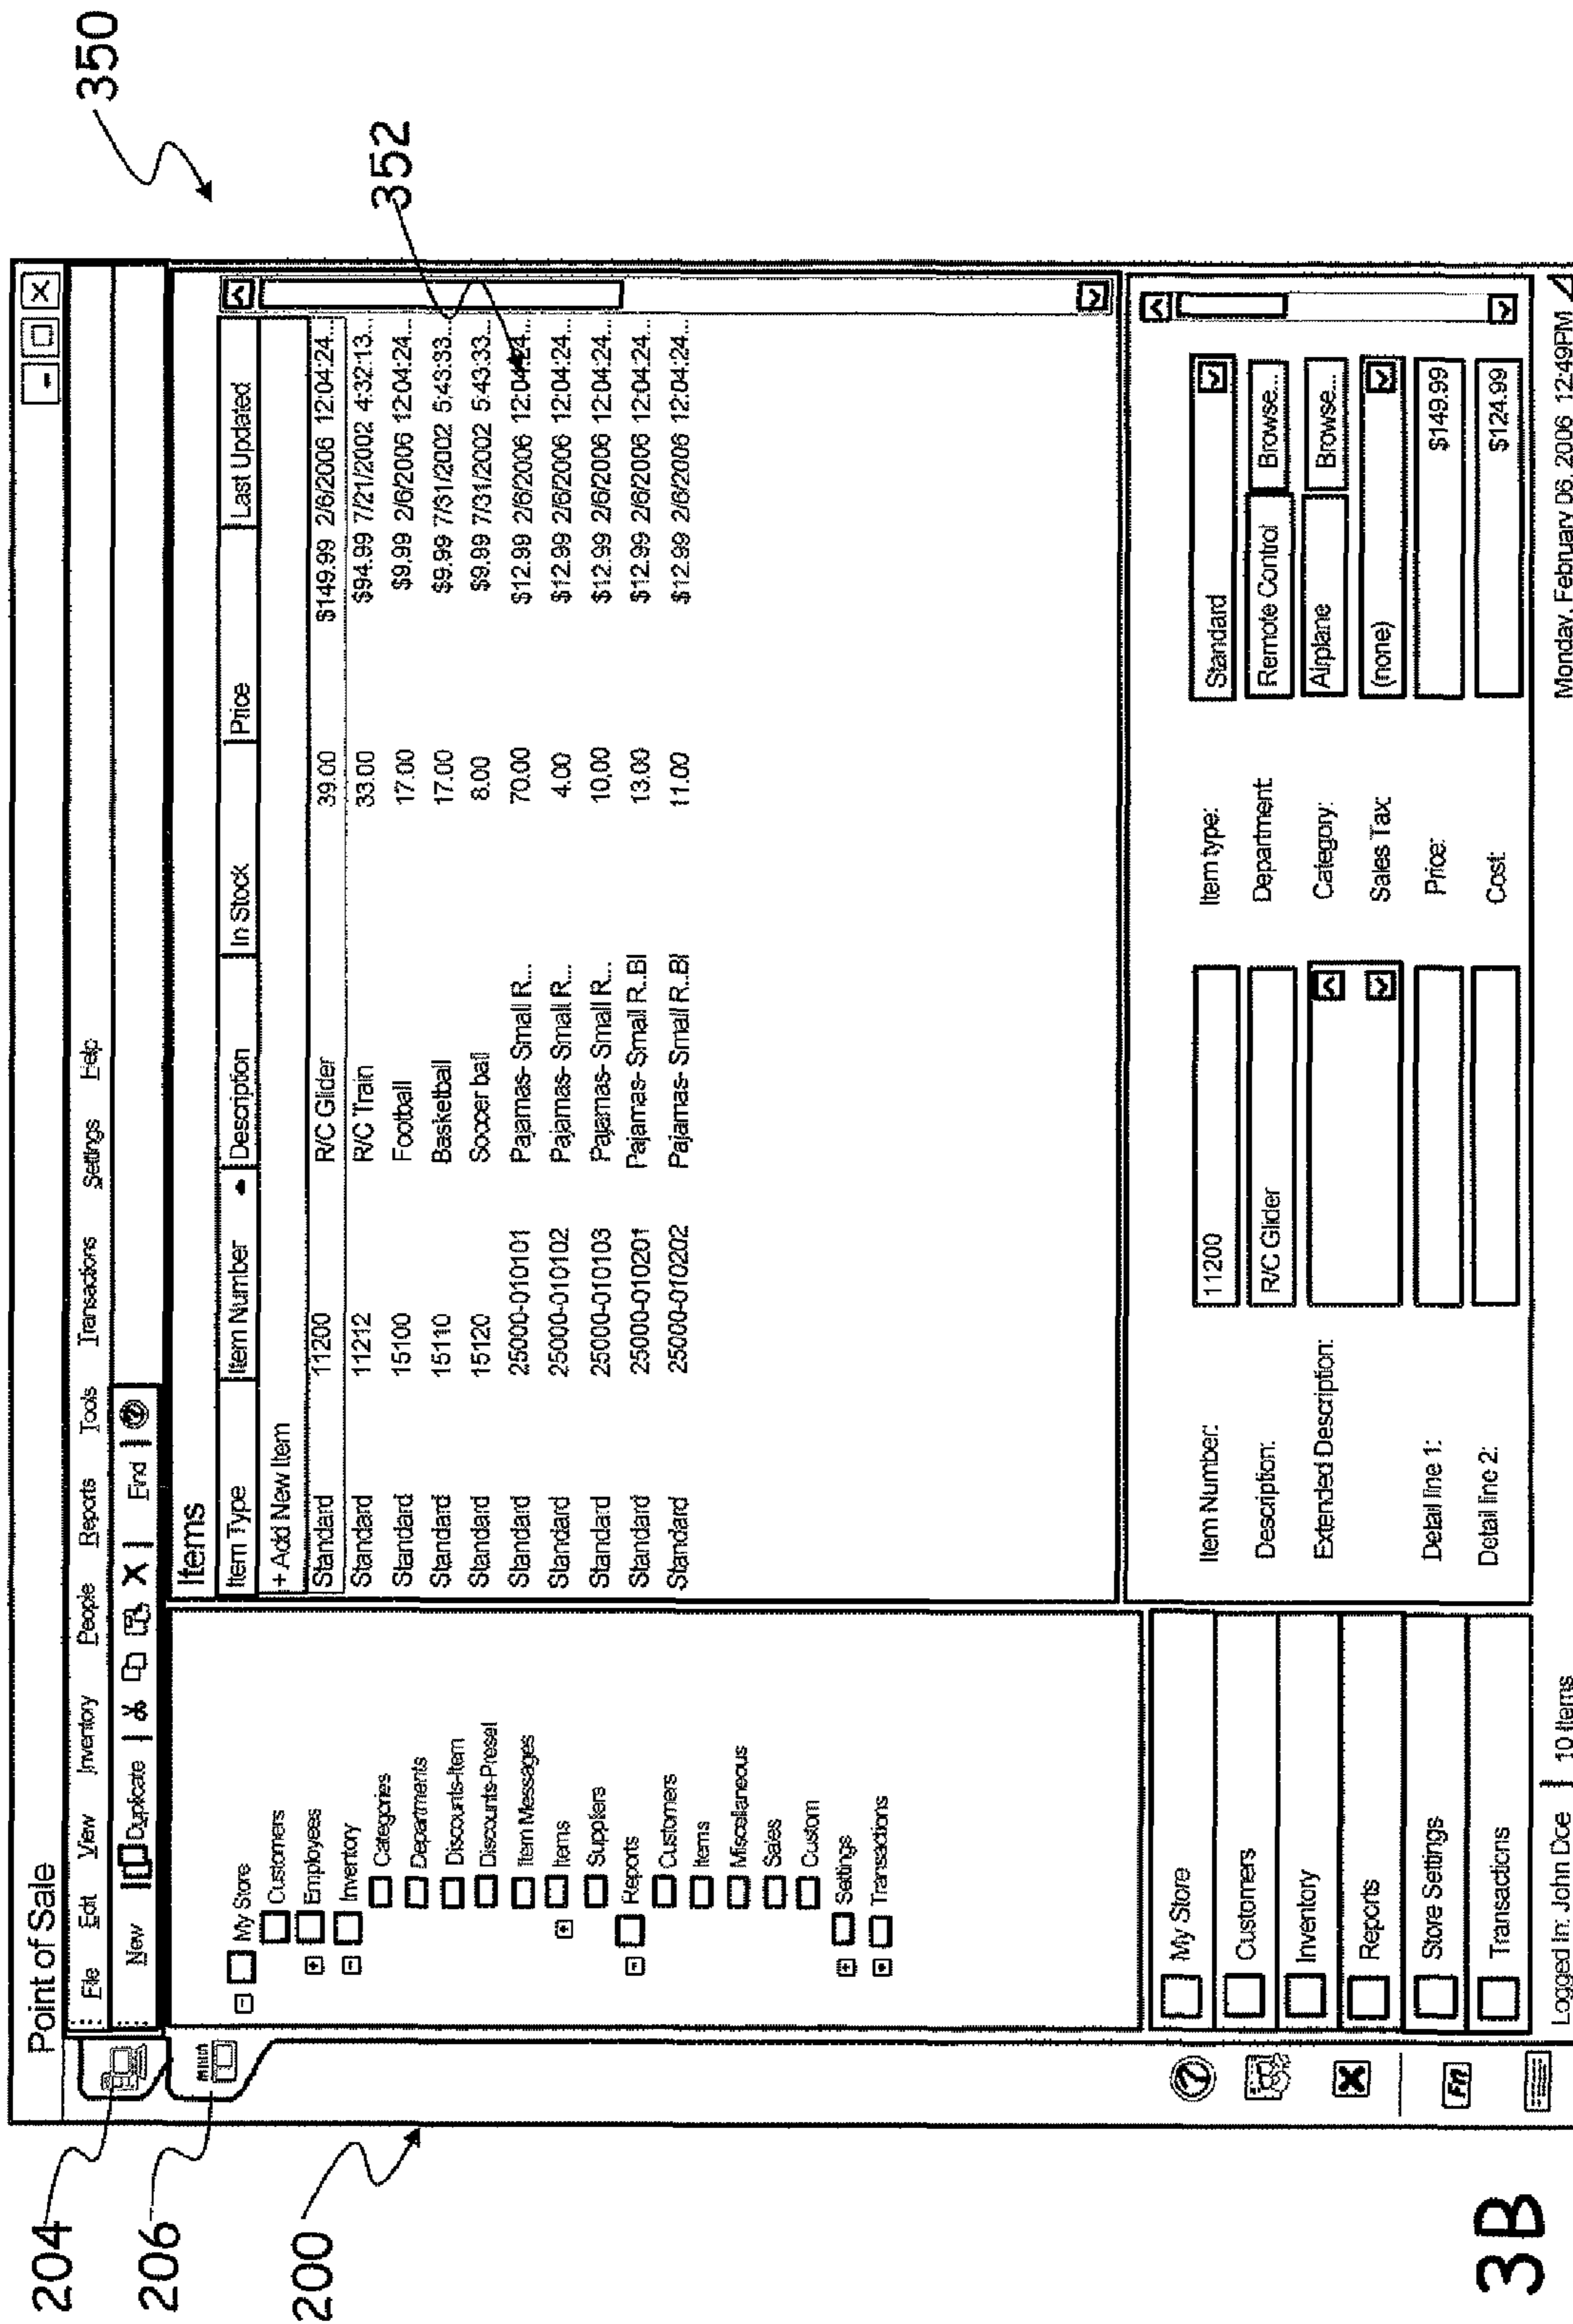 350
352
204
206
200
Point of Sale
File Edit View Inventory People Reports Tools Transactions Settings Help
New Duplicate Find
My Store
Customers
Employees
Inventory
Categories
Departments
Discounts-Item
Discounts-Preset
Item Messages
Items
Suppliers
Reports
Customers
Items
Miscellaneous
Sales
Custom
Settings
Transactions
My Store
Customers
Inventory
Reports
Store Settings
Transactions
Items
Item Type Item Number Description In Stock Price Last Updated
+ Add New Item
Standard 11200 R/C Glider 39.00 $149.99 2/6/2006 12:04:24...
Standard 11212 R/C Train 33.00 $94.99 7/21/2002 4:32:13...
Standard 15100 Football 17.00 $9.99 2/6/2006 12:04:24...
Standard 15110 Basketball 17.00 $9.99 7/31/2002 5:43:33...
Standard 15120 Soccer ball 8.00 $9.99 7/31/2002 5:43:33...
Standard 25000-010101 Pajamas- Small R... 70.00 $12.99 2/6/2006 12:04:24...
Standard 25000-010102 Pajamas- Small R... 4.00 $12.99 2/6/2006 12:04:24...
Standard 25000-010103 Pajamas- Small R... 10.00 $12.99 2/6/2006 12:04:24...
Standard 25000-010201 Pajamas- Small R..Bl 13.00 $12.99 2/6/2006 12:04:24...
Standard 25000-010202 Pajamas- Small R..Bl 11.00 $12.99 2/6/2006 12:04:24...
Item Number: 11200 Item type: Standard
Description: R/C Glider Department: Remote Control Browse...
Extended Description: Category: Airplane Browse...
Sales Tax: (none)
Detail line 1: Price: $149.99
Detail line 2: Cost: $124.99
Fn
Logged In: John Doe | 10 Items Monday, February 06, 2006 12:49PM
3B